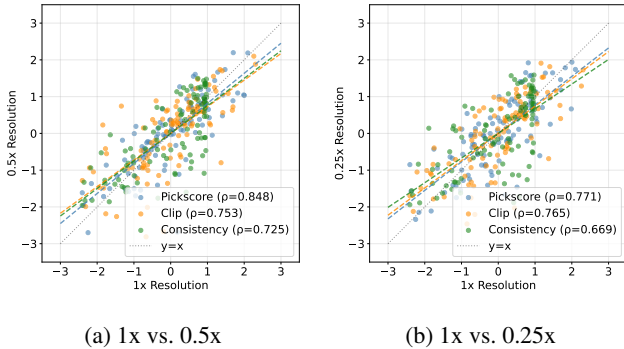 3
2
1
0
−1
−2
−3
0.5x Resolution
Pickscore (ρ=0.848)
Clip (ρ=0.753)
Consistency (ρ=0.725)
y=x
−3 −2 −1 0 1 2 3
1x Resolution
(a) 1x vs. 0.5x
3
2
1
0
−1
−2
−3
0.25x Resolution
Pickscore (ρ=0.771)
Clip (ρ=0.765)
Consistency (ρ=0.669)
y=x
−3 −2 −1 0 1 2 3
1x Resolution
(b) 1x vs. 0.25x